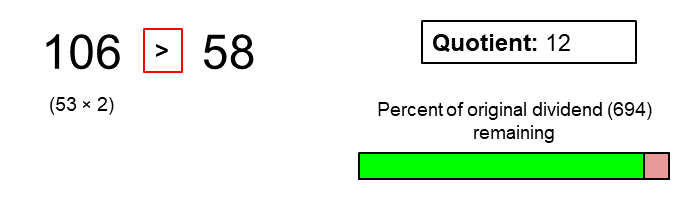 106 > 58
(53 × 2)
Quotient: 12
Percent of original dividend (694)
remaining